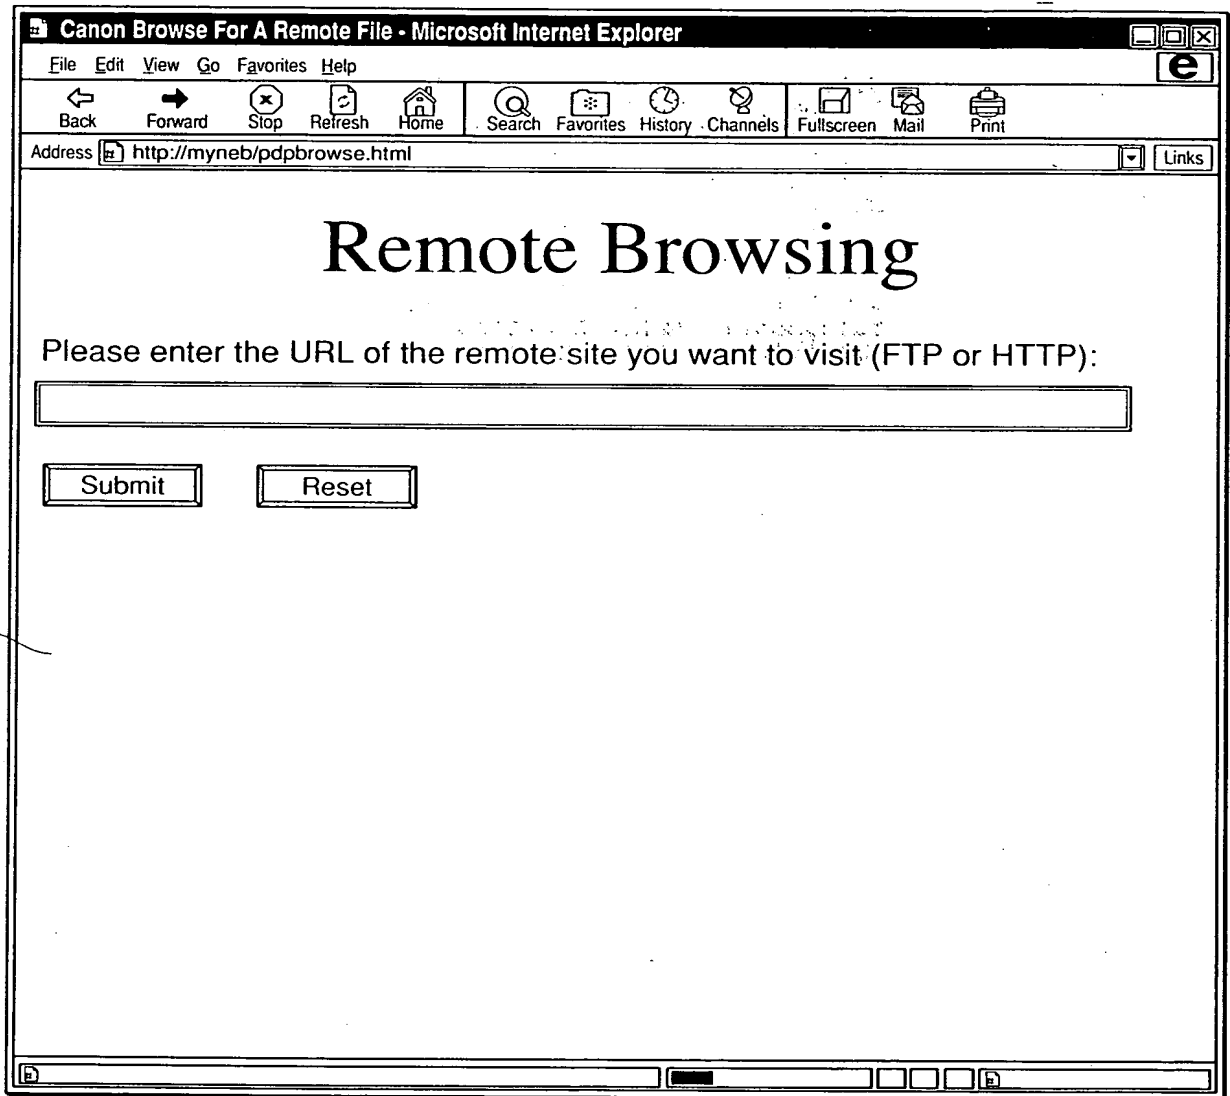 Canon Browse For A Remote File - Microsoft Internet Explorer
File Edit View Go Favorites Help
Back Forward Stop Refresh Home Search Favorites History Channels Fullscreen Mail Print
Address http://myneb/pdpbrowse.html Links
Remote Browsing
Please enter the URL of the remote site you want to visit (FTP or HTTP):
Submit Reset